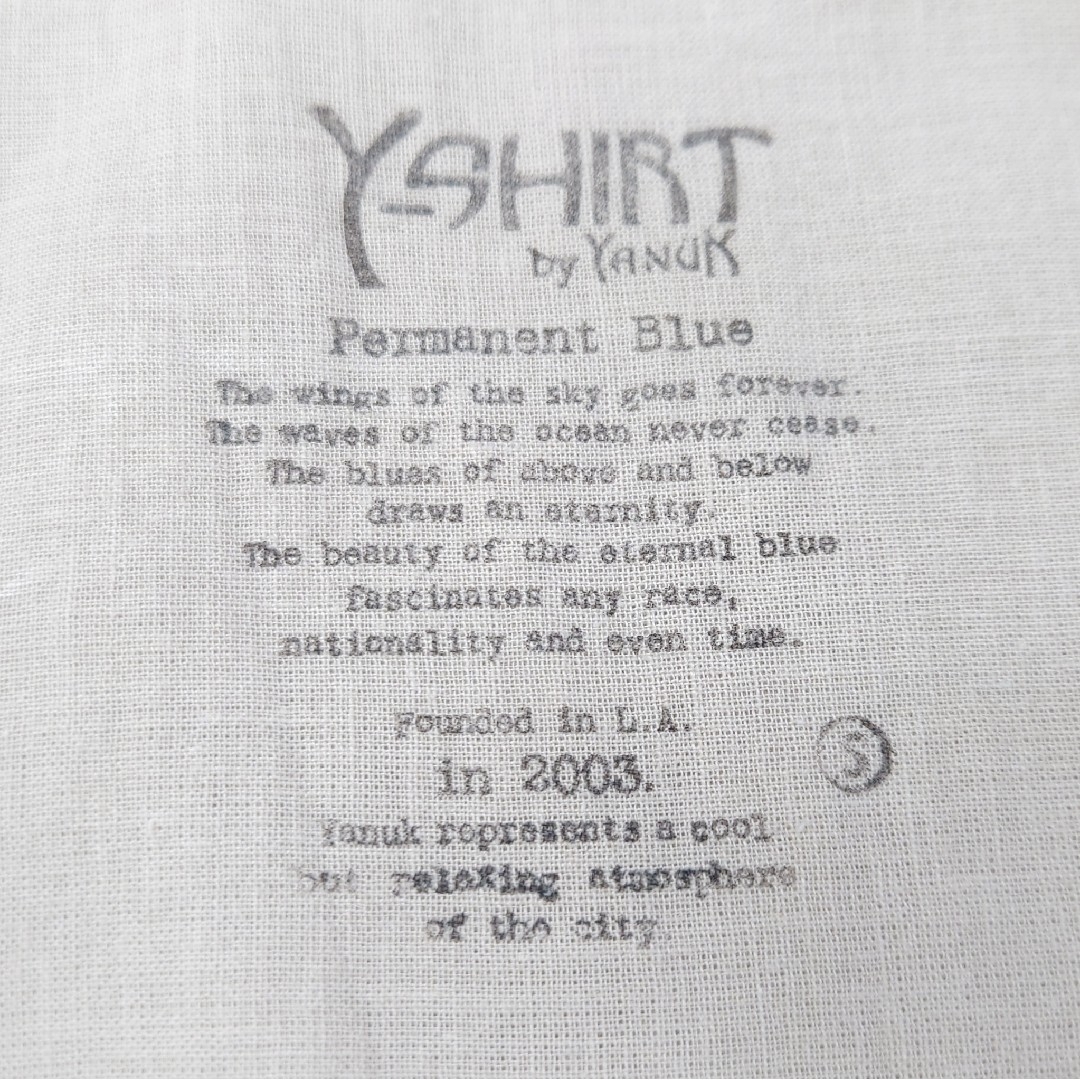 Y-SHIRT
by YANUK
Permanent Blue
The wings of the sky goes forever.
The waves of the ocean never cease.
The blues of above and below
draws an eternity.
The beauty of the eternal blue
fascinates any race,
nationality and even time.
Founded in L.A.
in 2003.
S
Yanuk represents a cool
but relaxing atmosphere
of the city